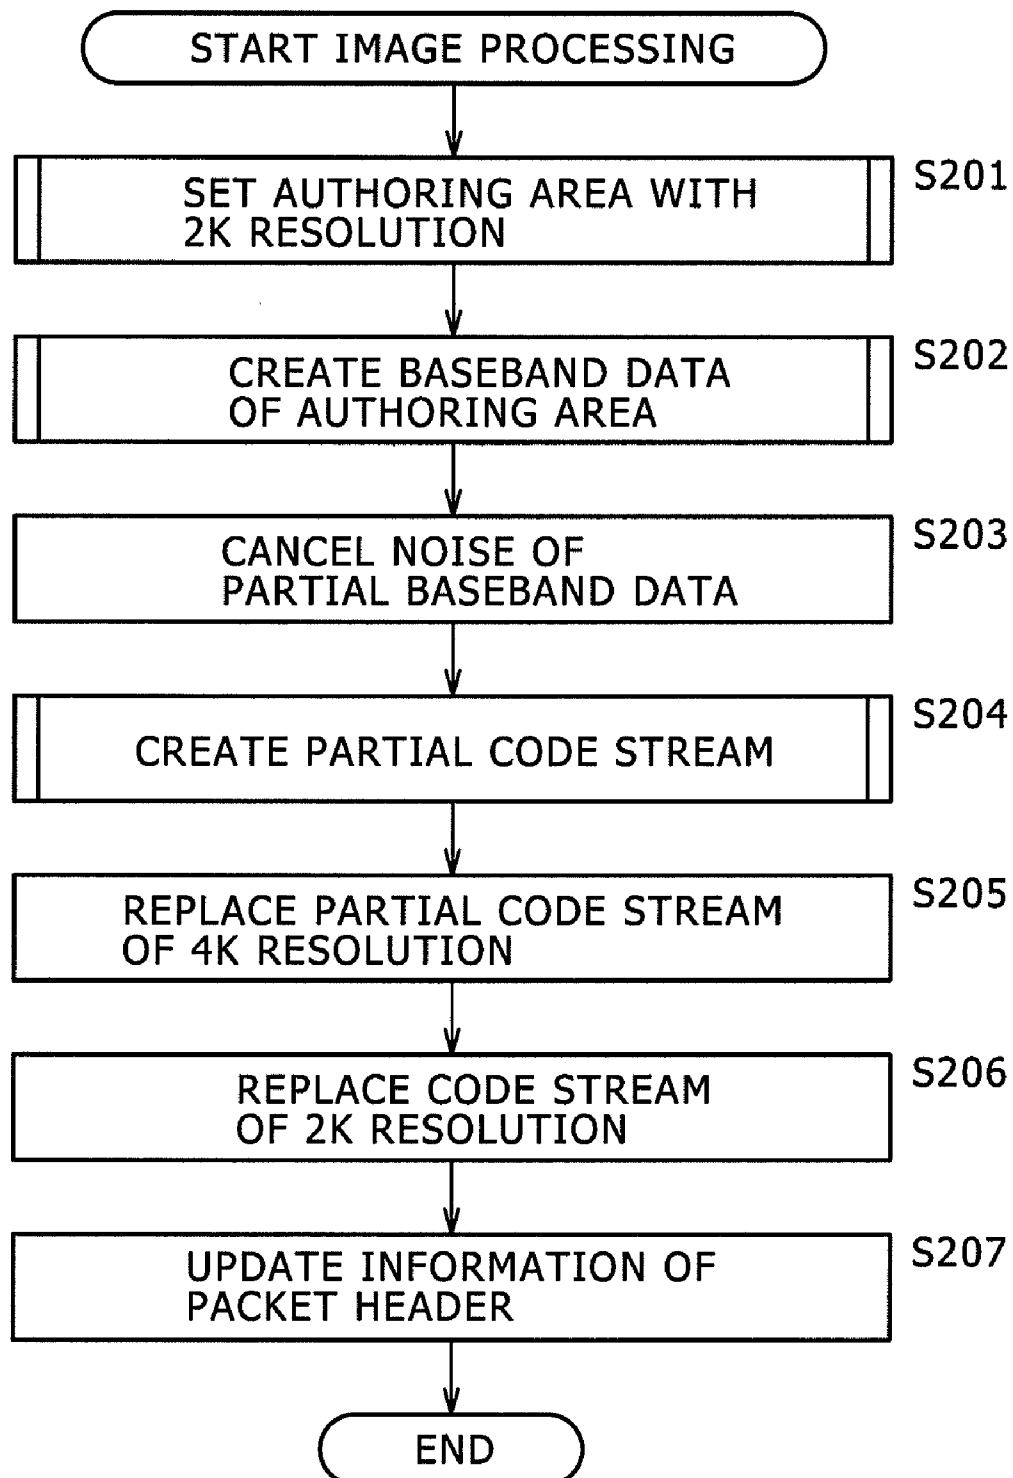 START IMAGE PROCESSING
S201
SET AUTHORING AREA WITH
2K RESOLUTION
S202
CREATE BASEBAND DATA
OF AUTHORING AREA
S203
CANCEL NOISE OF
PARTIAL BASEBAND DATA
S204
CREATE PARTIAL CODE STREAM
S205
REPLACE PARTIAL CODE STREAM
OF 4K RESOLUTION
S206
REPLACE CODE STREAM
OF 2K RESOLUTION
S207
UPDATE INFORMATION OF
PACKET HEADER
END